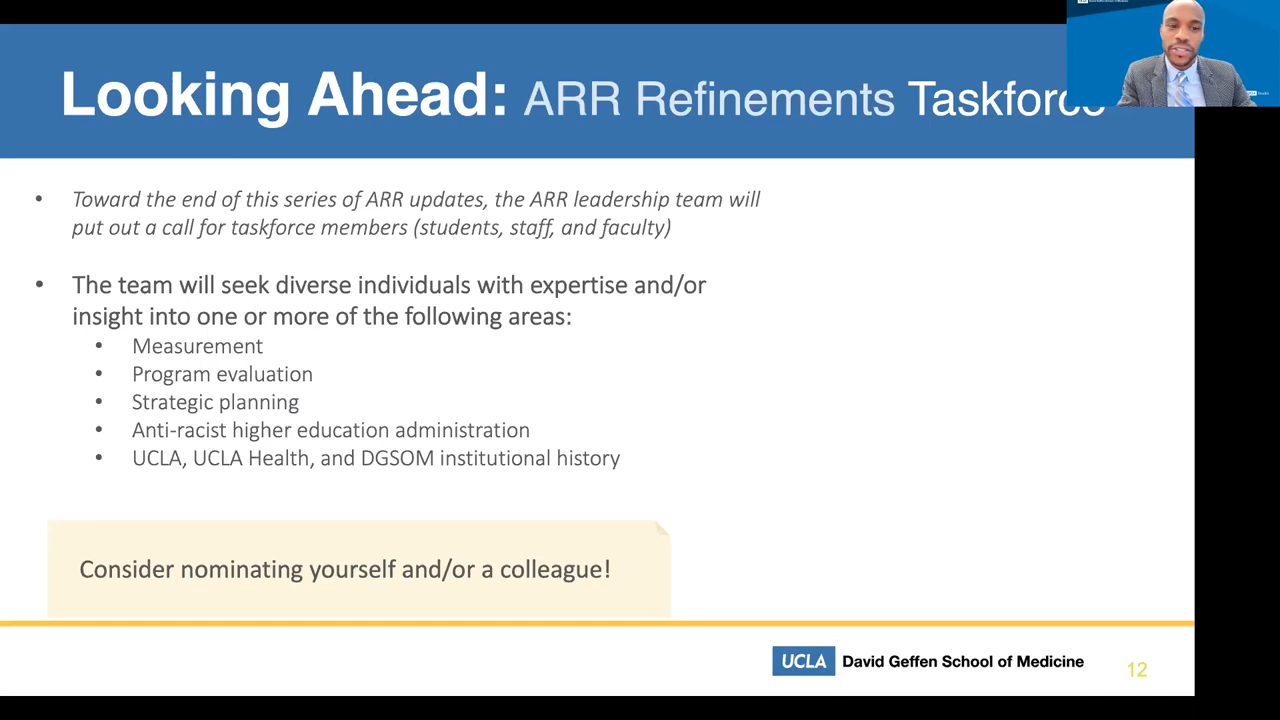 Looking Ahead: ARR Refinements Taskforce
• Toward the end of this series of ARR updates, the ARR leadership team will
put out a call for taskforce members (students, staff, and faculty)
• The team will seek diverse individuals with expertise and/or
insight into one or more of the following areas:
• Measurement
• Program evaluation
• Strategic planning
• Anti-racist higher education administration
• UCLA, UCLA Health, and DGSOM institutional history
Consider nominating yourself and/or a colleague!
UCLA David Geffen School of Medicine
12